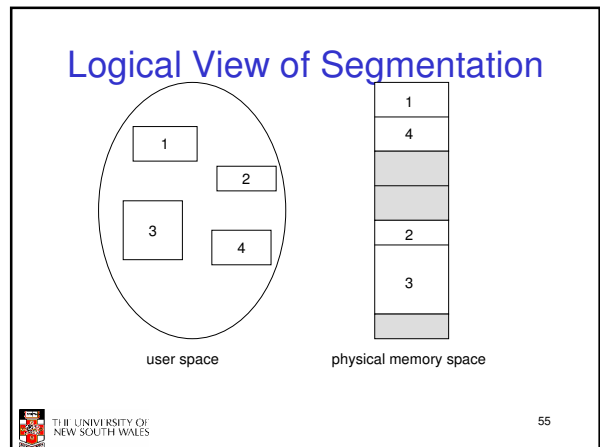 Logical View of Segmentation
1
2
3
4
user space
1
4
2
3
physical memory space
THE UNIVERSITY OF
NEW SOUTH WALES
55